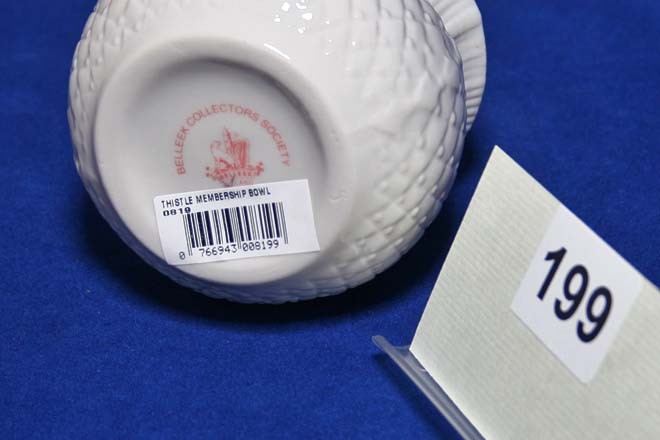 BELLEEK COLLECTORS SOCIETY
THISTLE MEMBERSHIP BOWL
0819
0 766943 008199
199